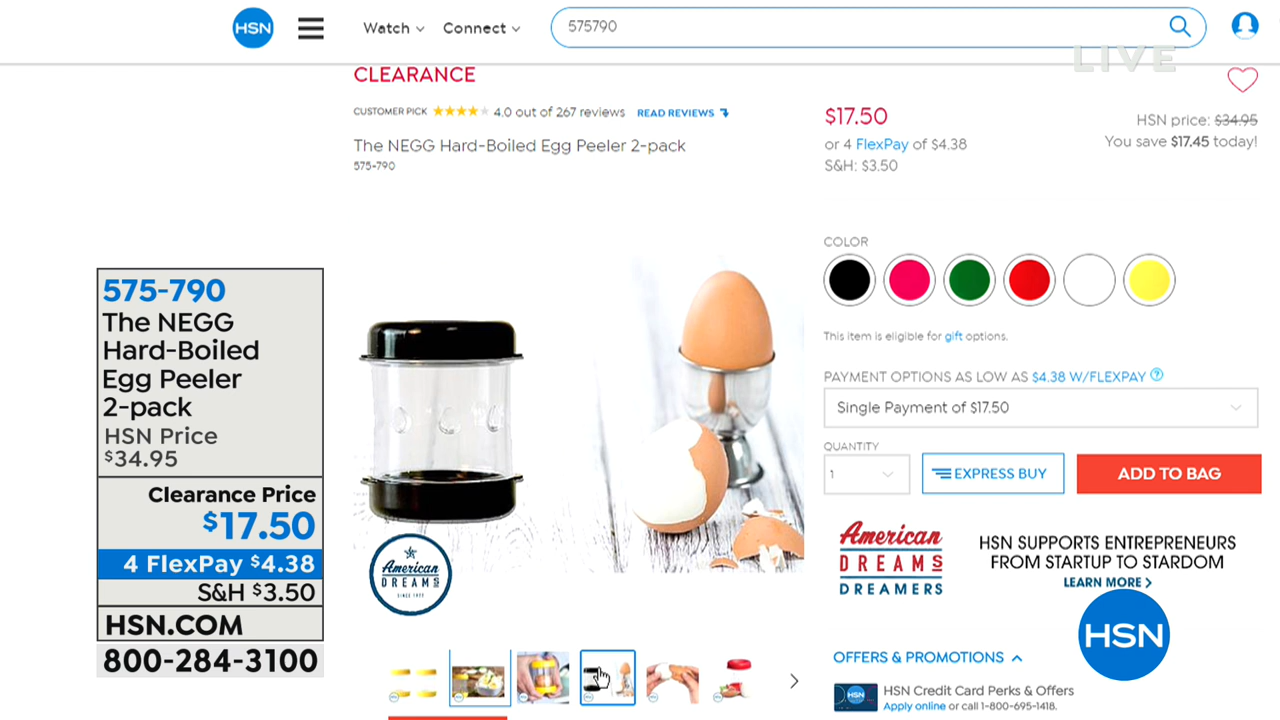 HSN
Watch
Connect
575790
LIVE
CLEARANCE
CUSTOMER PICK
4.0 out of 267 reviews
READ REVIEWS
The NEGG Hard-Boiled Egg Peeler 2-pack
575-790
$17.50
or 4 FlexPay of $4.38
S&H: $3.50
HSN price: $34.95
You save $17.45 today!
COLOR
This item is eligible for gift options.
PAYMENT OPTIONS AS LOW AS $4.38 W/FLEXPAY ?
Single Payment of $17.50
QUANTITY
1
EXPRESS BUY
ADD TO BAG
American
DREAMS
DREAMERS
HSN SUPPORTS ENTREPRENEURS
FROM STARTUP TO STARDOM
LEARN MORE >
HSN
OFFERS & PROMOTIONS
HSN
HSN Credit Card Perks & Offers
Apply online or call 1-800-695-1418.
American
DREAMS
SINCE 1977
575-790
The NEGG
Hard-Boiled
Egg Peeler
2-pack
HSN Price
$34.95
Clearance Price
$17.50
4 FlexPay $4.38
S&H $3.50
HSN.COM
800-284-3100